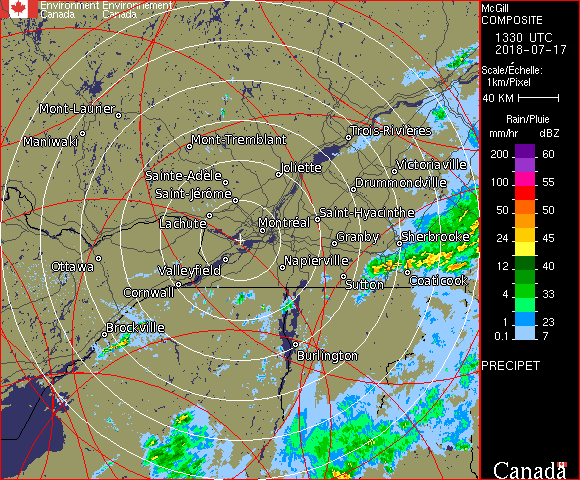 Environment Environnement
Canada Canada
McGill
COMPOSITE
1330 UTC
2018-07-17
Scale/Échelle:
1km/Pixel
40 KM
Rain/Pluie
mm/hr dBZ
200 60
100 55
50 50
24 45
12 40
4 33
1 23
0.1 7
PRECIPET
Canada
Mont-Laurier
Maniwaki
Mont-Tremblant
Trois-Rivières
Sainte-Adèle
Joliette
Victoriaville
Saint-Jérôme
Drummondville
Lachute
Montréal
Saint-Hyacinthe
Granby
Sherbrooke
Ottawa
Valleyfield
Napierville
Cornwall
Sutton
Coaticook
Brockville
Burlington